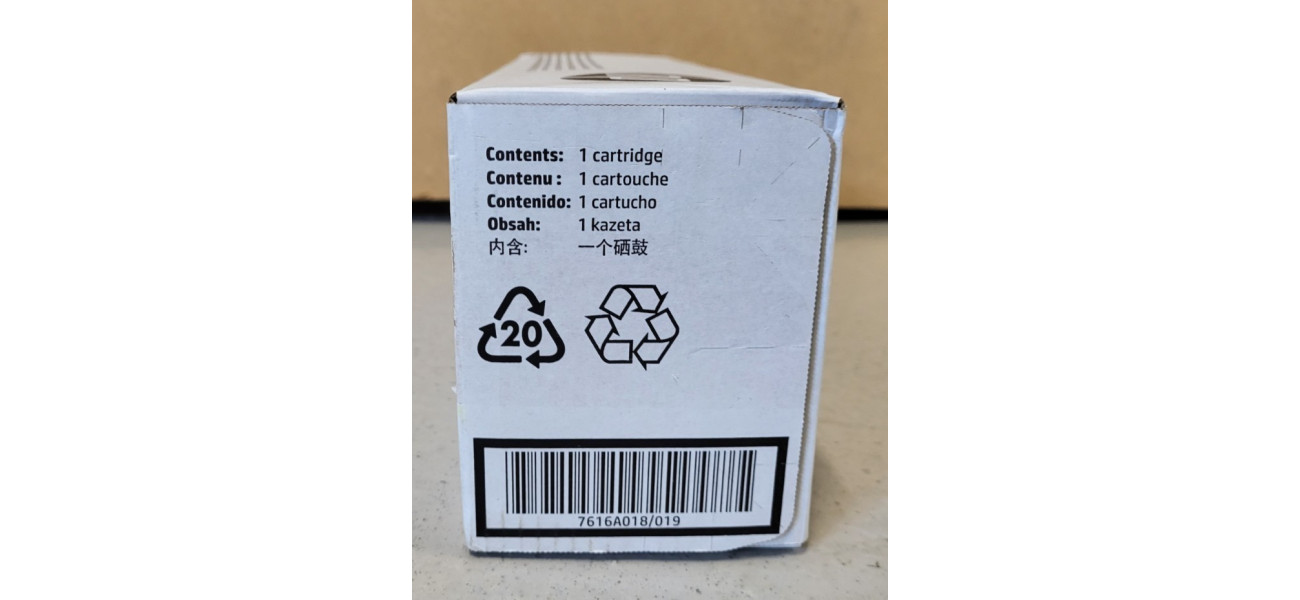 Contents: 1 cartridge
Contenu : 1 cartouche
Contenido: 1 cartucho
Obsah: 1 kazeta
内含: 一个硒鼓
20
7616A018/019